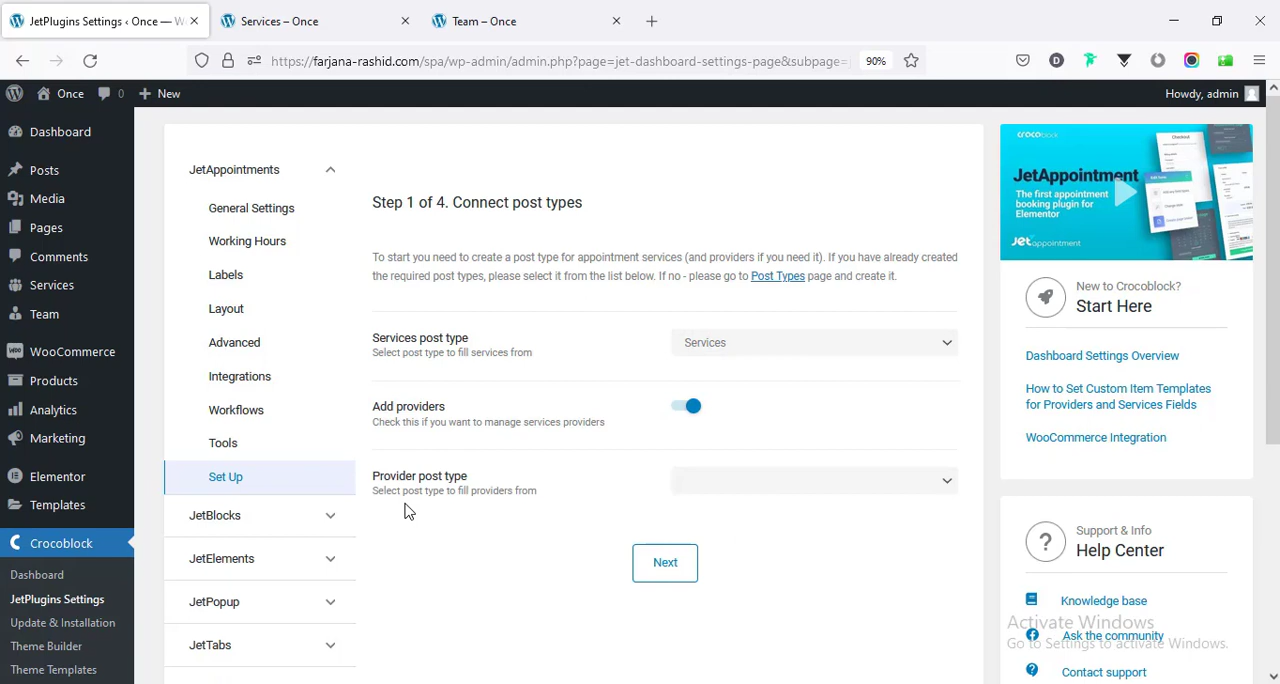 JetPlugins Settings ‹ Once — W
Services – Once
Team – Once
https://farjana-rashid.com/spa/wp-admin/admin.php?page=jet-dashboard-settings-page&subpage=
90%
Once
0
New
Howdy, admin
Dashboard
Posts
Media
Pages
Comments
Services
Team
WooCommerce
Products
Analytics
Marketing
Elementor
Templates
Crocoblock
Dashboard
JetPlugins Settings
Update & Installation
Theme Builder
Theme Templates
JetAppointments
General Settings
Working Hours
Labels
Layout
Advanced
Integrations
Workflows
Tools
Set Up
JetBlocks
JetElements
JetPopup
JetTabs
Step 1 of 4. Connect post types
To start you need to create a post type for appointment services (and providers if you need it). If you have already created
the required post types, please select it from the list below. If no - please go to Post Types page and create it.
Services post type
Select post type to fill services from
Services
Add providers
Check this if you want to manage services providers
Provider post type
Select post type to fill providers from
Next
crocoblock
JetAppointment
The first appointment
booking plugin for
Elementor
Jet appointment
New to Crocoblock?
Start Here
Dashboard Settings Overview
How to Set Custom Item Templates
for Providers and Services Fields
WooCommerce Integration
Support & Info
Help Center
Knowledge base
Ask the community
Contact support
Activate Windows
Go to Settings to activate Windows.